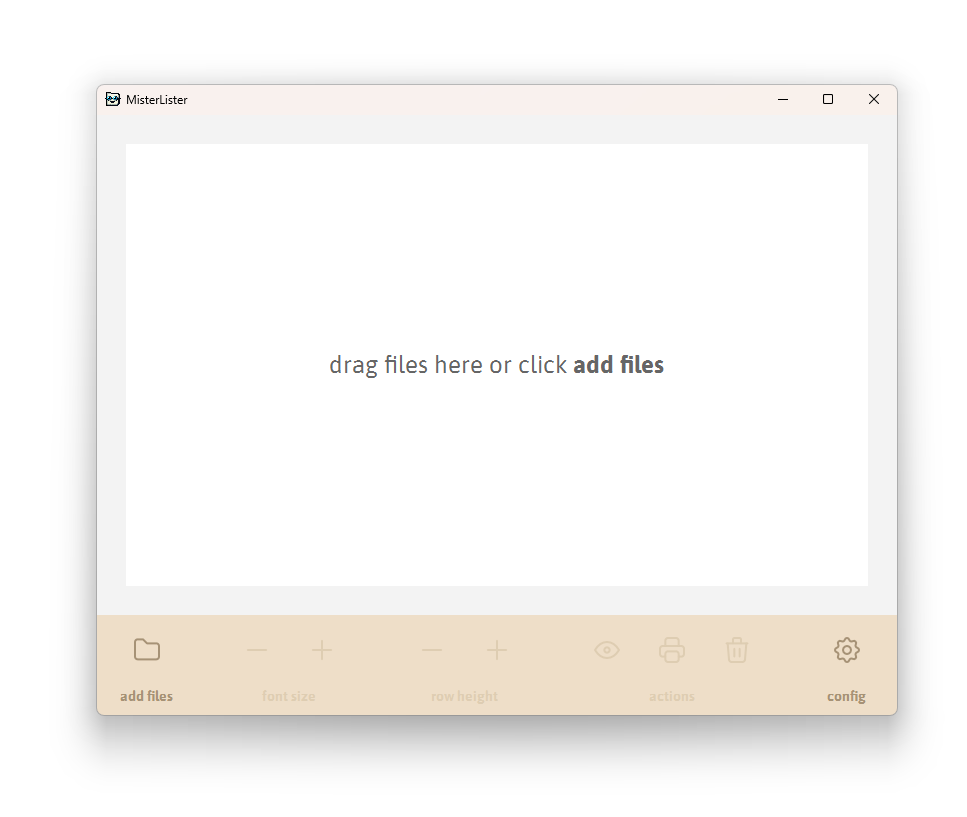 MisterLister
drag files here or click add files
add files
font size
row height
actions
config